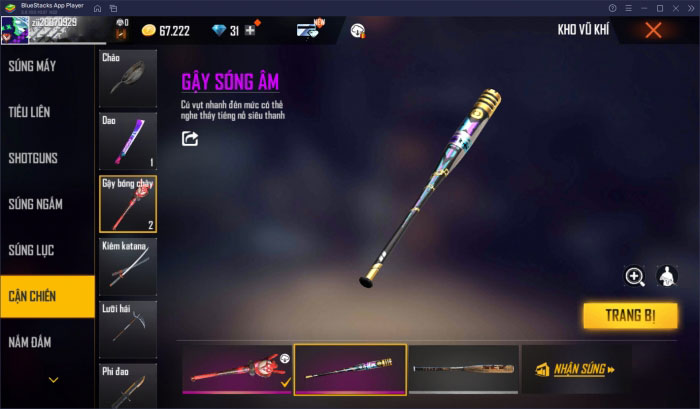 BlueStacks App Player
67.222
31
NEW
KHO VŨ KHÍ
SÚNG MÁY
TIỂU LIÊN
SHOTGUNS
SÚNG NGẮM
SÚNG LỤC
CẬN CHIẾN
NẮM ĐẤM
Chảo
Dao
1
Gậy bóng chày
2
Kiếm katana
Lưỡi hái
Phi dao
GẬY SÓNG ÂM
Cú vụt nhanh đến mức có thể
nghe thấy tiếng nổ siêu thanh
TRANG BỊ
NHẬN SÚNG